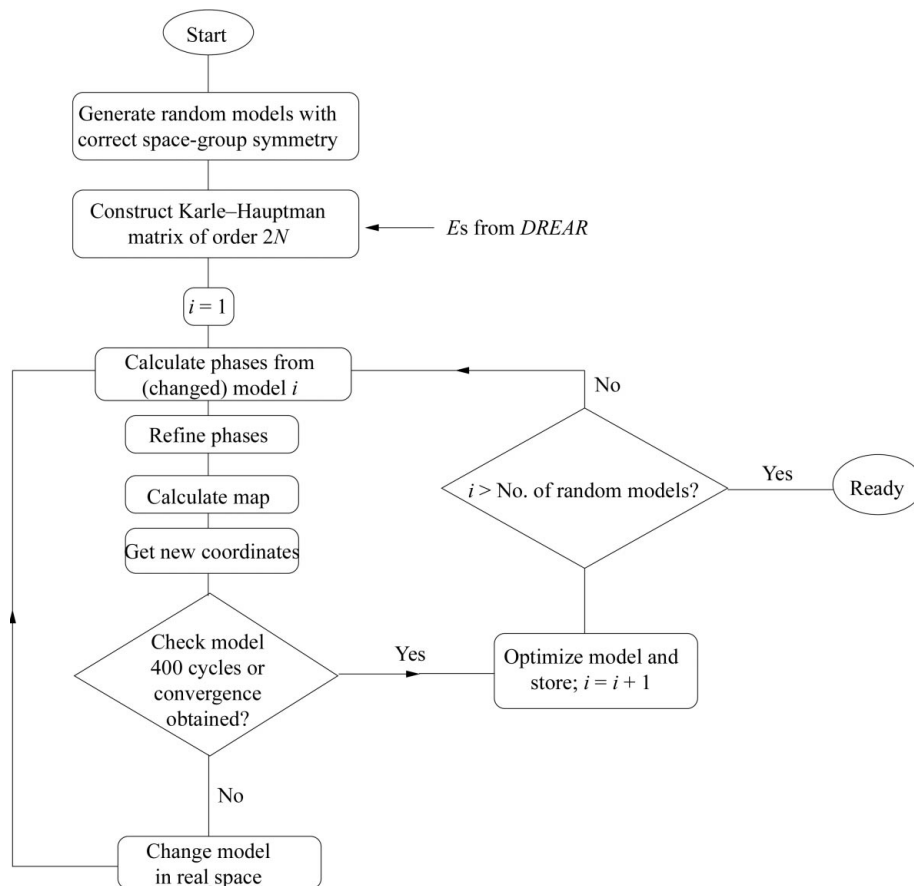 Start
Generate random models with
correct space-group symmetry
Construct Karle–Hauptman
matrix of order 2N
Es from DREAR
i = 1
Calculate phases from
(changed) model i
No
Refine phases
Calculate map
Get new coordinates
i > No. of random models?
Yes
Ready
Check model
400 cycles or
convergence
obtained?
Yes
Optimize model and
store; i = i + 1
No
Change model
in real space